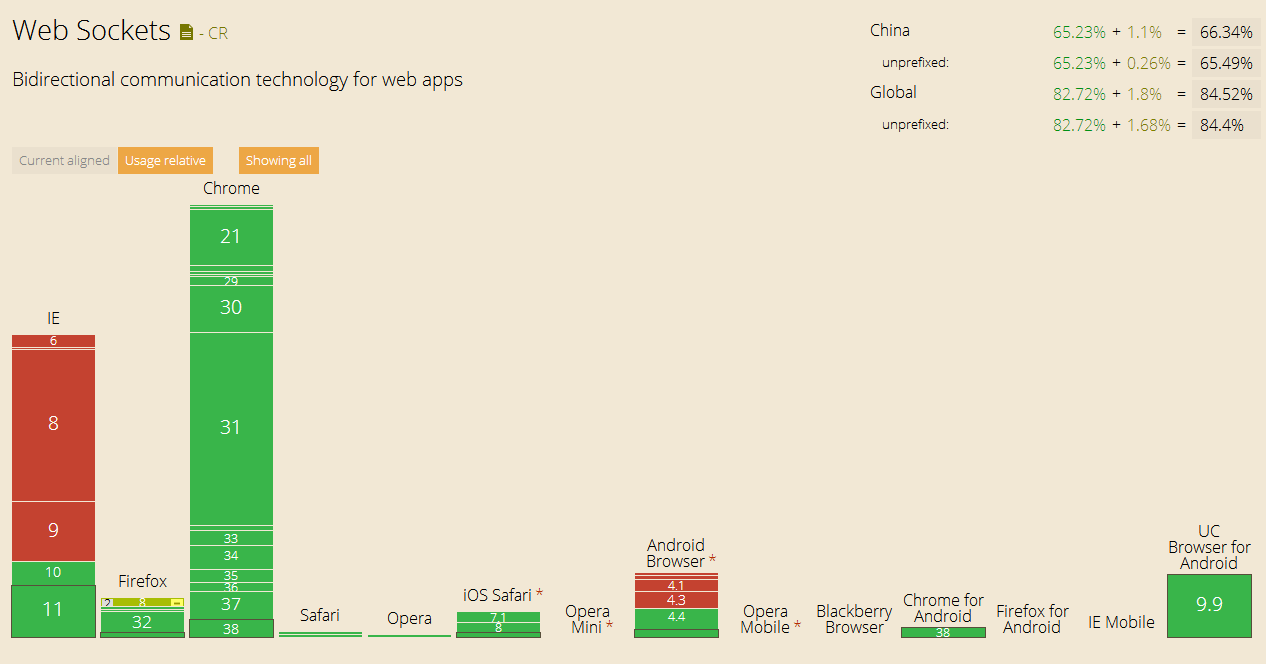 Web Sockets - CR
Bidirectional communication technology for web apps
China 65.23% + 1.1% = 66.34%
unprefixed: 65.23% + 0.26% = 65.49%
Global 82.72% + 1.8% = 84.52%
unprefixed: 82.72% + 1.68% = 84.4%
Current aligned Usage relative Showing all
IE
6
8
9
10
11
Firefox
2 8
32
Chrome
21
29
30
31
33
34
35
36
37
38
Safari
Opera
iOS Safari *
7.1
8
Opera
Mini *
Android
Browser *
4.1
4.3
4.4
Opera
Mobile *
Blackberry
Browser
Chrome for
Android
38
Firefox for
Android
IE Mobile
UC
Browser for
Android
9.9